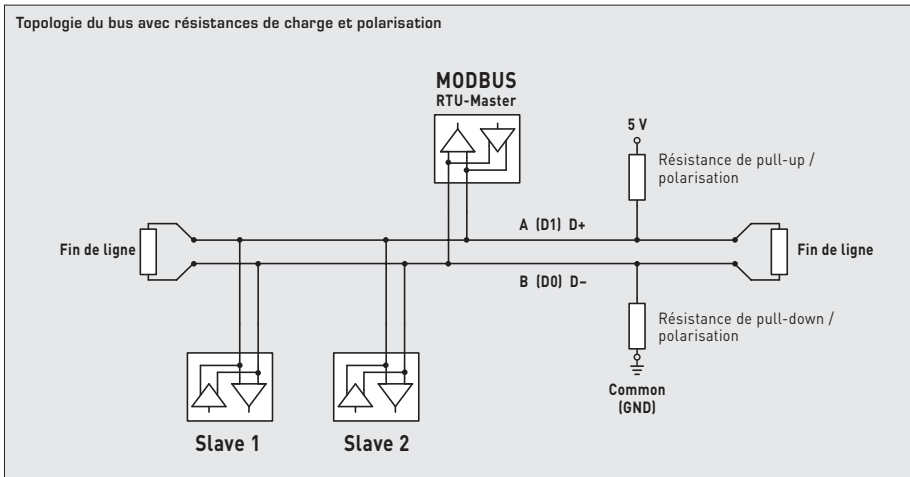 Topologie du bus avec résistances de charge et polarisation
MODBUS
RTU-Master
5 V
Résistance de pull-up /
polarisation
A (D1) D+
Fin de ligne
Fin de ligne
B (D0) D–
Résistance de pull-down /
polarisation
Common
(GND)
Slave 1
Slave 2